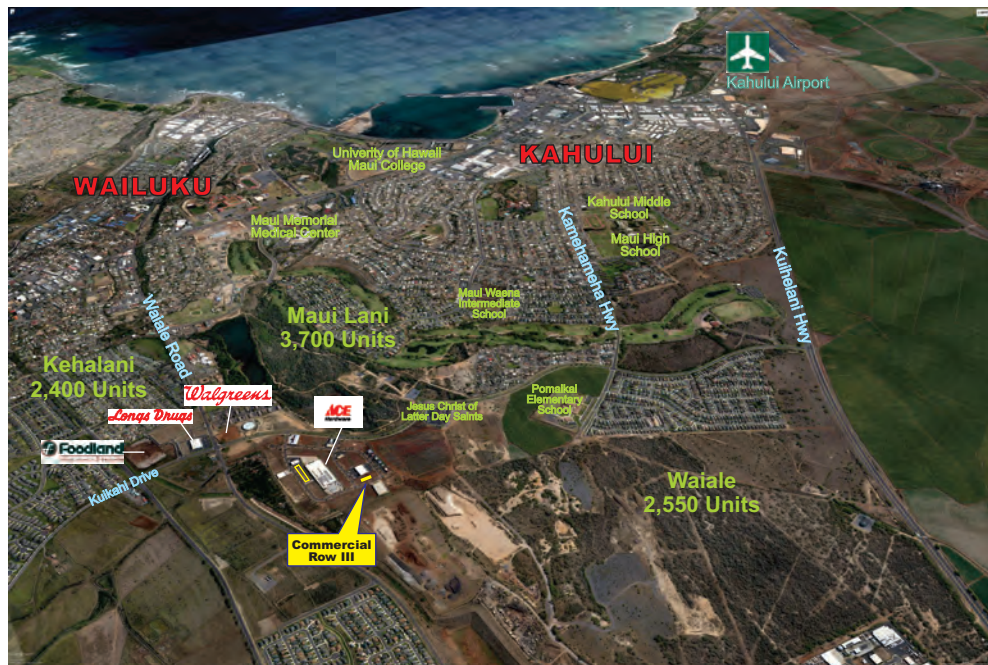 Kahului Airport
Univerity of Hawaii
Maui College
KAHULUI
WAILUKU
Kahului Middle
School
Maui Memorial
Medical Center
Maui High
School
Kamehameha Hwy
Kuihelani Hwy
Maui Waena
Intermediate
School
Waiale Road
Maui Lani
3,700 Units
Kehalani
2,400 Units
Walgreens
Longs Drugs
ACE
Hardware
Jesus Christ of
Latter Day Saints
Pomaikai
Elementary
School
Foodland
Kuikahi Drive
Waiale
2,550 Units
Commercial
Row III